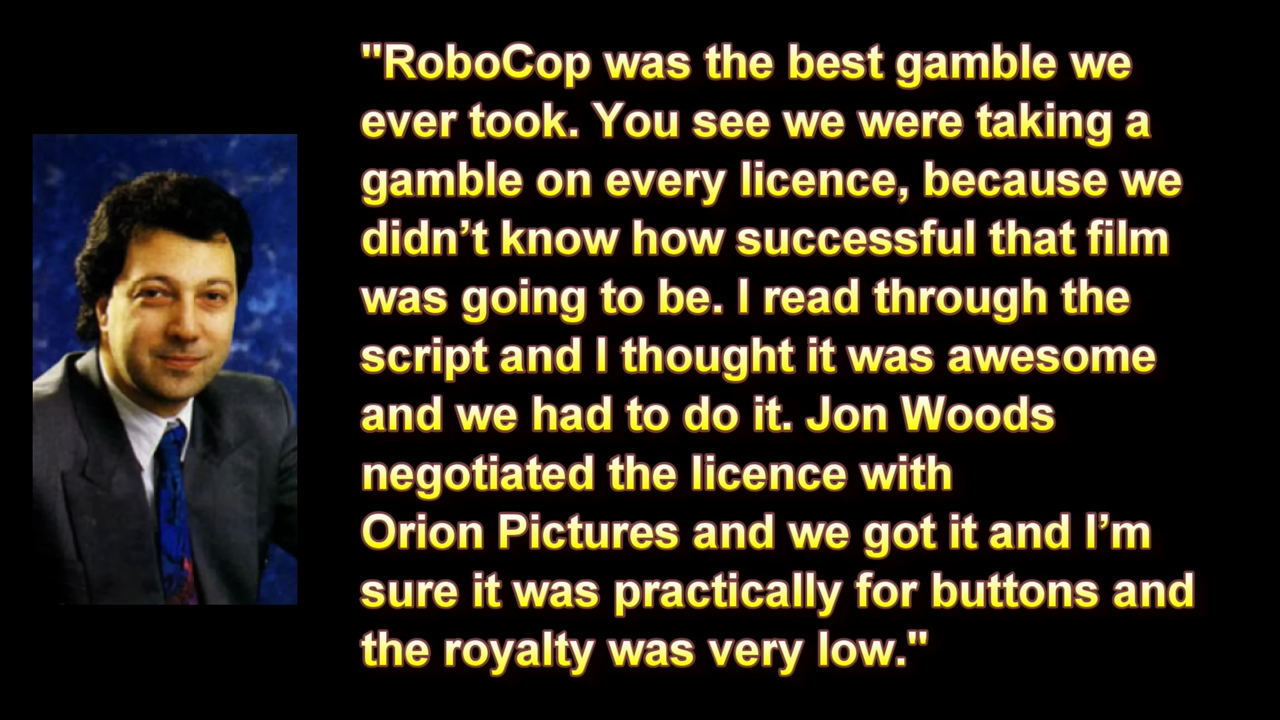 "RoboCop was the best gamble we
ever took. You see we were taking a
gamble on every licence, because we
didn’t know how successful that film
was going to be. I read through the
script and I thought it was awesome
and we had to do it. Jon Woods
negotiated the licence with
Orion Pictures and we got it and I’m
sure it was practically for buttons and
the royalty was very low."